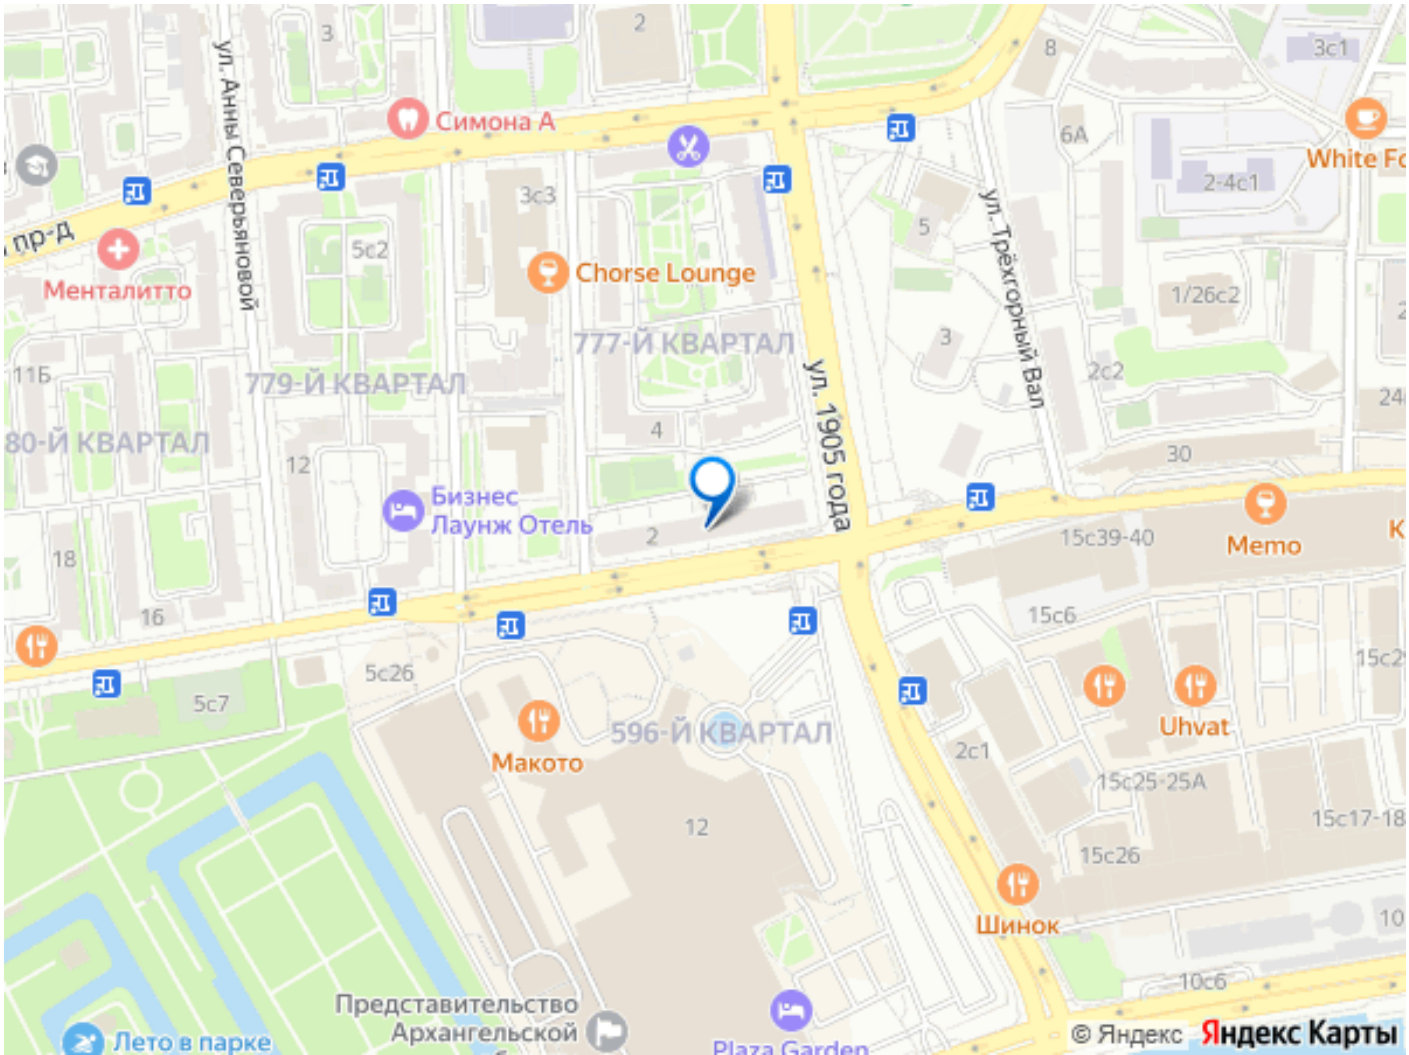 3
2
8
3с1
Симона А
6А
White Fo
2-4с1
ул. Анны Северьяновой
3с3
5
ул. Трёхгорный Вал
пр-д
5с2
Менталитто
Chorse Lounge
1/26с2
2
777-Й КВАРТАЛ
3
11Б
779-Й КВАРТАЛ
ул. 1905 года
2с2
24
80-Й КВАРТАЛ
4
12
30
Бизнес
Лаунж Отель
2
15с39-40
Memo
К
18
16
15с6
5с26
15с2
5с7
596-Й КВАРТАЛ
Uhvat
Макото
2с1
15с25-25А
12
15с17-18
15с26
Шинок
10
10с6
Представительство
Архангельской
Лето в парке
Plaza Garden
© Яндекс Яндекс Карты